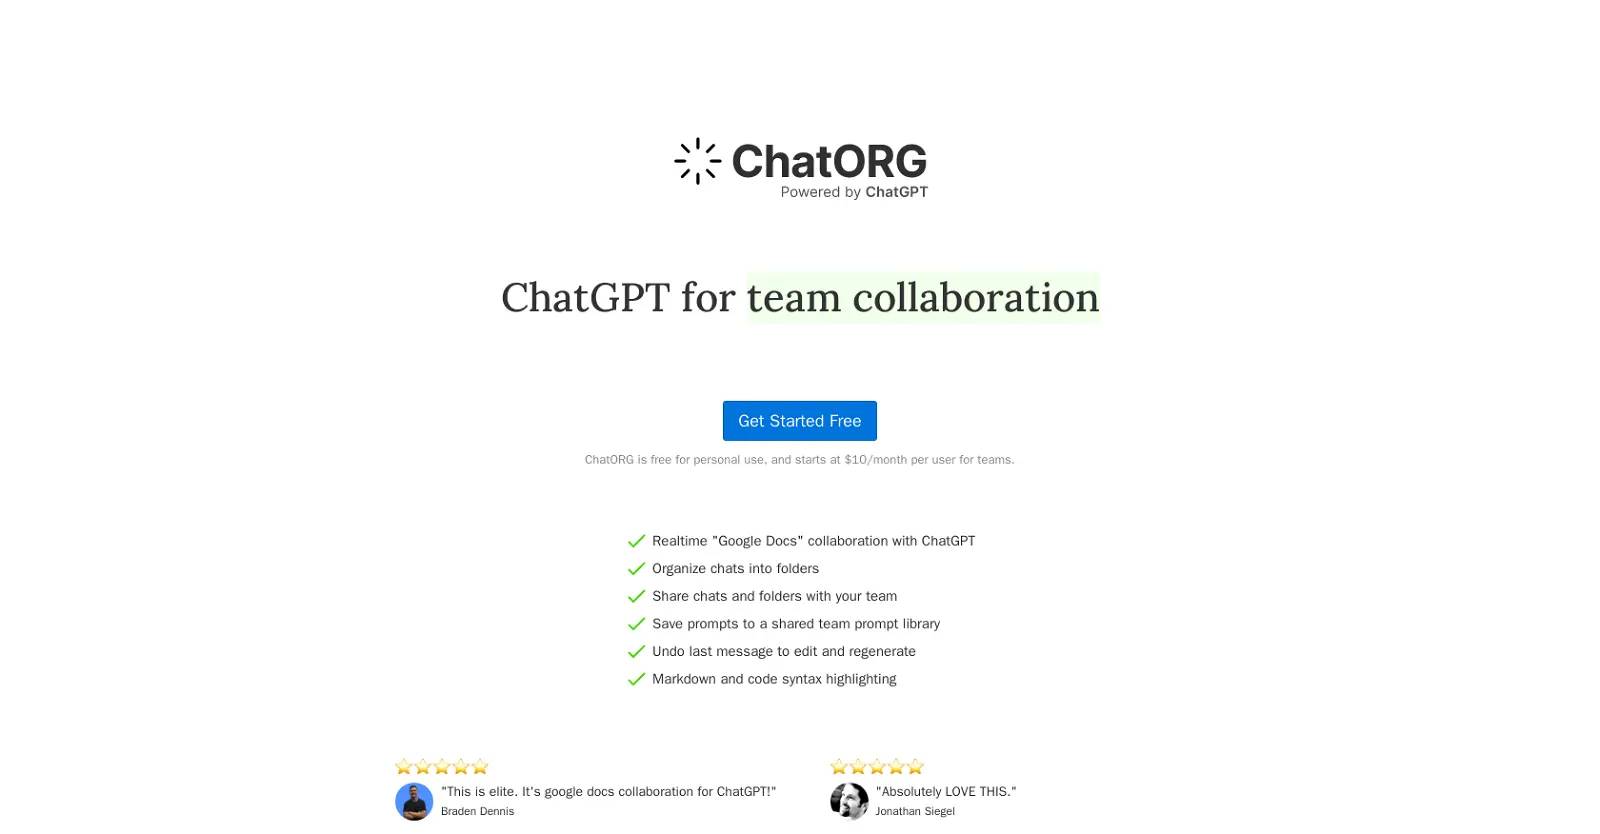 ChatORG
Powered by ChatGPT
ChatGPT for team collaboration
Get Started Free
ChatORG is free for personal use, and starts at $10/month per user for teams.
Realtime "Google Docs" collaboration with ChatGPT
Organize chats into folders
Share chats and folders with your team
Save prompts to a shared team prompt library
Undo last message to edit and regenerate
Markdown and code syntax highlighting
"This is elite. It's google docs collaboration for ChatGPT!"
Braden Dennis
"Absolutely LOVE THIS."
Jonathan Siegel